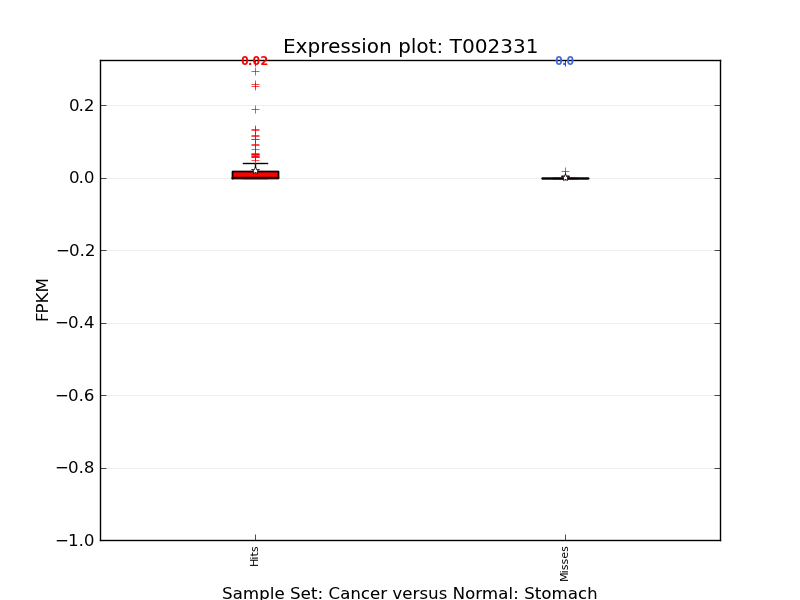 Expression plot: T002331
0.02
0.0
0.2
0.0
−0.2
−0.4
−0.6
−0.8
−1.0
FPKM
Hits
Misses
Sample Set: Cancer versus Normal: Stomach